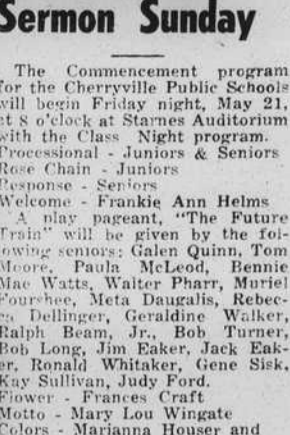 Sermon Sunday
The Commencement program
for the Cherryville Public Schools
will begin Friday night, May 21,
at 8 o'clock at Starnes Auditorium
with the Class Night program.
Processional - Juniors & Seniors
Rose Chain - Juniors
Response - Seniors
Welcome - Frankie Ann Helms
A play pageant, "The Future
Train" will be given by the fol-
lowing seniors: Galen Quinn, Tom
Moore, Paula McLeod, Bennie
Mae Watts, Walter Pharr, Muriel
Fourshee, Meta Daugalis, Rebec-
ca Dellinger, Geraldine Walker,
Ralph Beam, Jr., Bob Turner,
Bob Long, Jim Eaker, Jack Eak-
er, Ronald Whitaker, Gene Sisk,
Kay Sullivan, Judy Ford.
Flower - Frances Craft
Motto - Mary Lou Wingate
Colors - Marianna Houser and